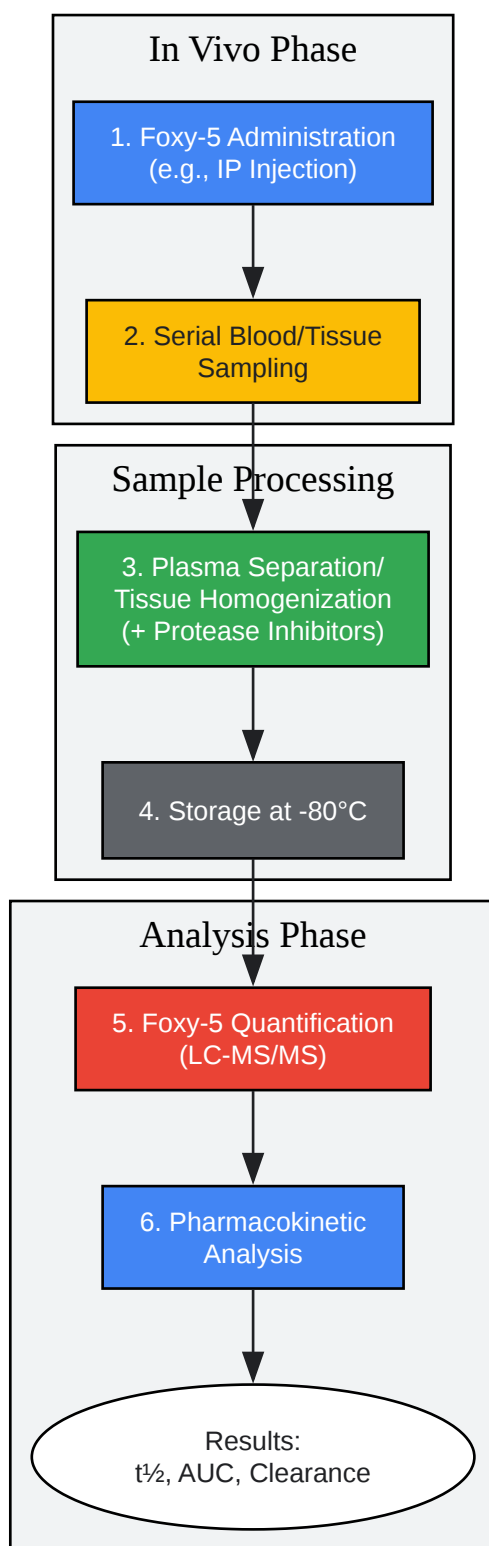 In Vivo Phase
1. Foxy-5 Administration
(e.g., IP Injection)
2. Serial Blood/Tissue
Sampling
Sample Processing
3. Plasma Separation/
Tissue Homogenization
(+ Protease Inhibitors)
4. Storage at -80°C
Analysis Phase
5. Foxy-5 Quantification
(LC-MS/MS)
6. Pharmacokinetic
Analysis
Results:
t½, AUC, Clearance